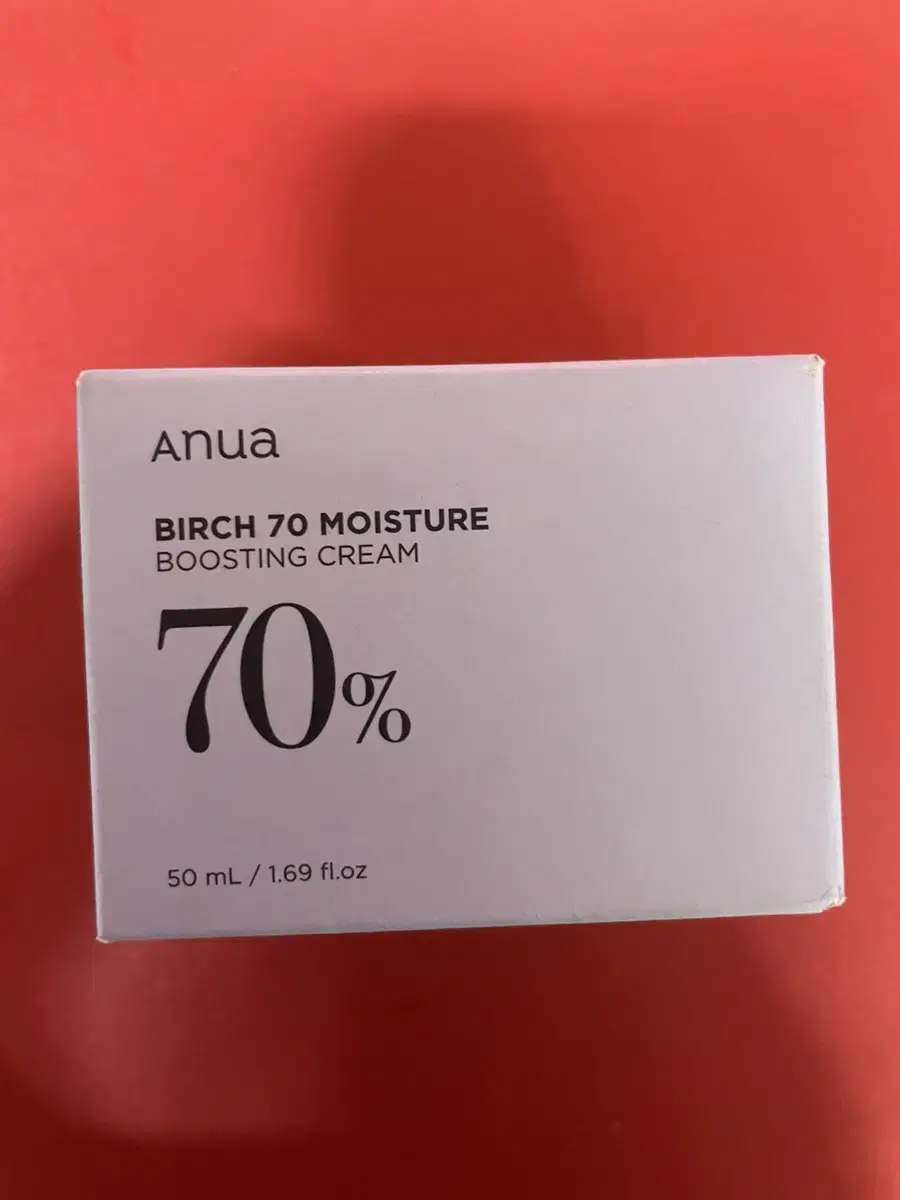 Anua
BIRCH 70 MOISTURE
BOOSTING CREAM
70%
50 mL / 1.69 fl.oz